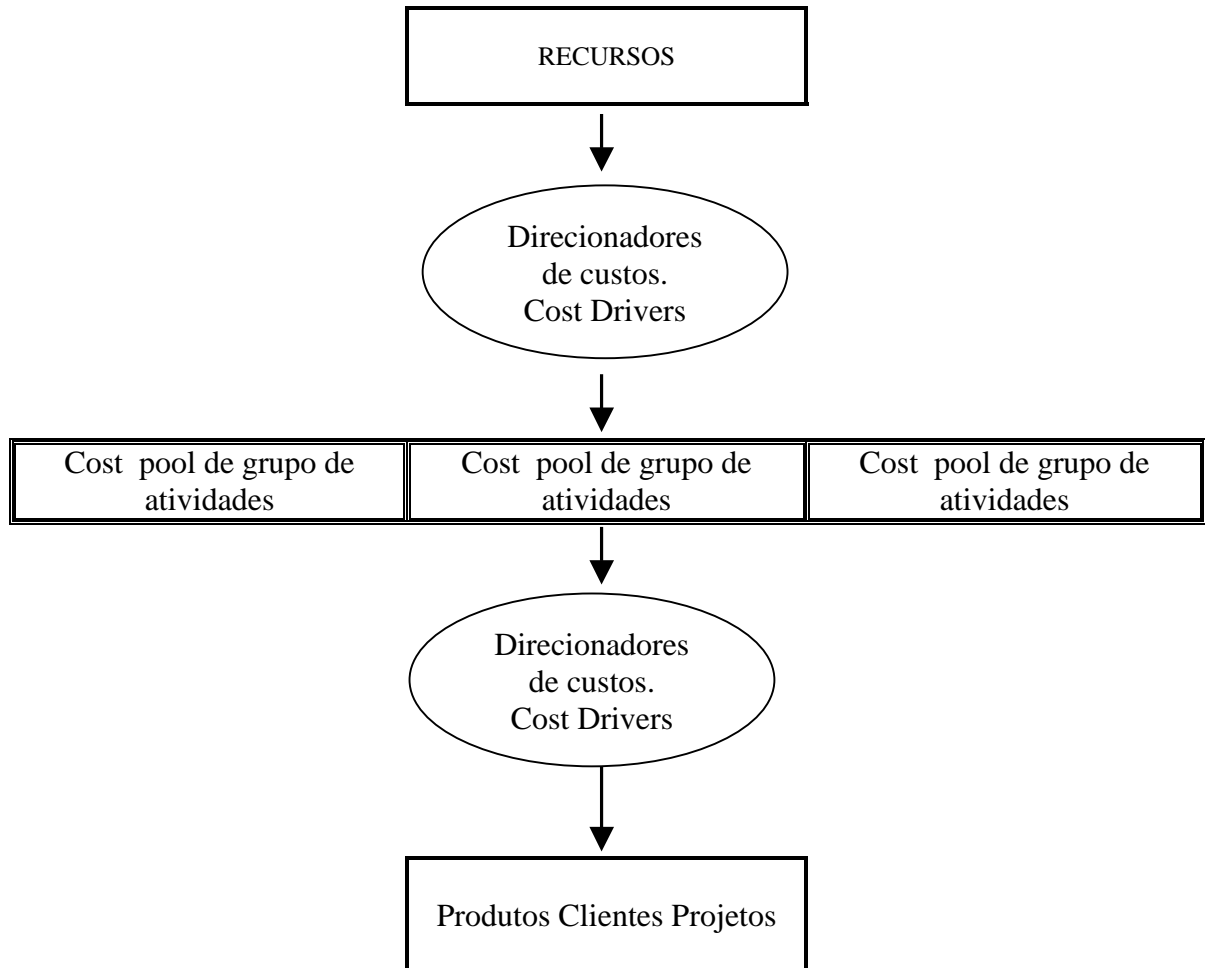 RECURSOS
Direcionadores
de custos.
Cost Drivers
Cost pool de grupo de
atividades
Cost pool de grupo de
atividades
Cost pool de grupo de
atividades
Direcionadores
de custos.
Cost Drivers
Produtos Clientes Projetos